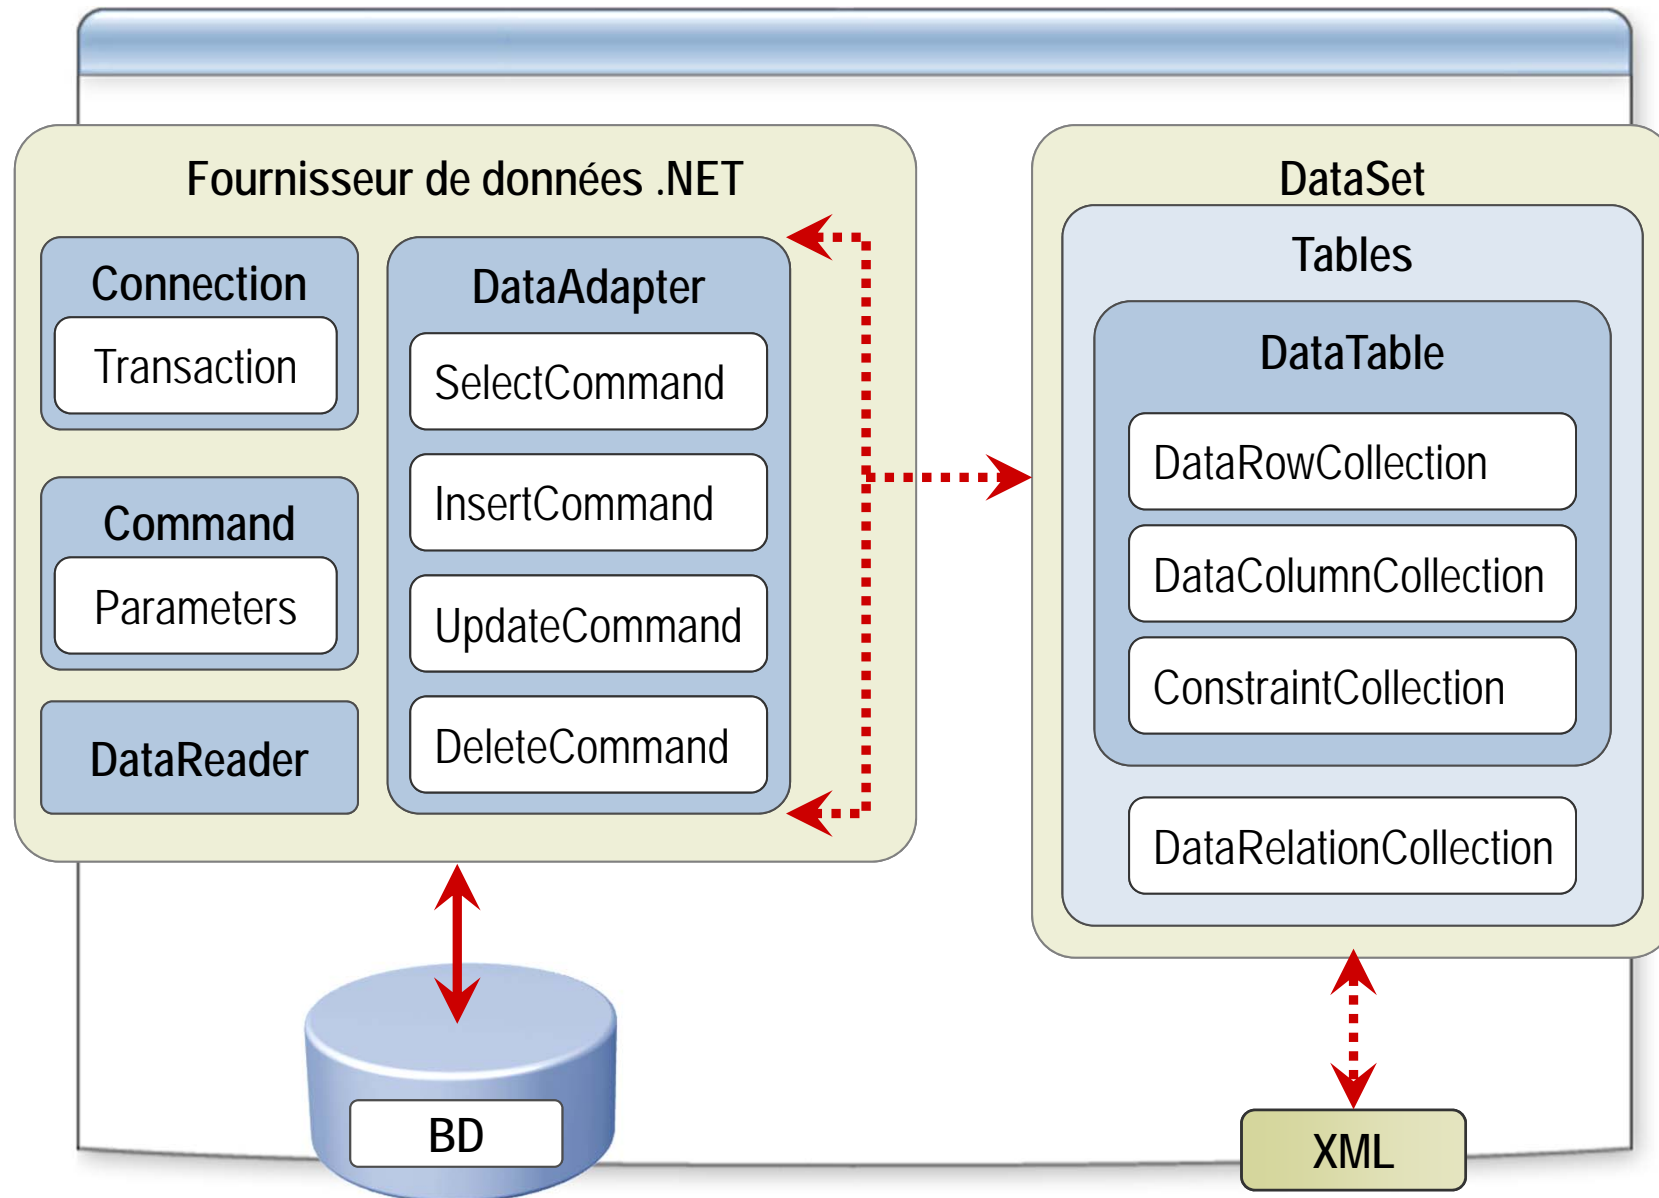 Fournisseur de données .NET
Connection
Transaction
Command
Parameters
DataReader
DataAdapter
SelectCommand
InsertCommand
UpdateCommand
DeleteCommand
BD
DataSet
Tables
DataTable
DataRowCollection
DataColumnCollection
ConstraintCollection
DataRelationCollection
XML